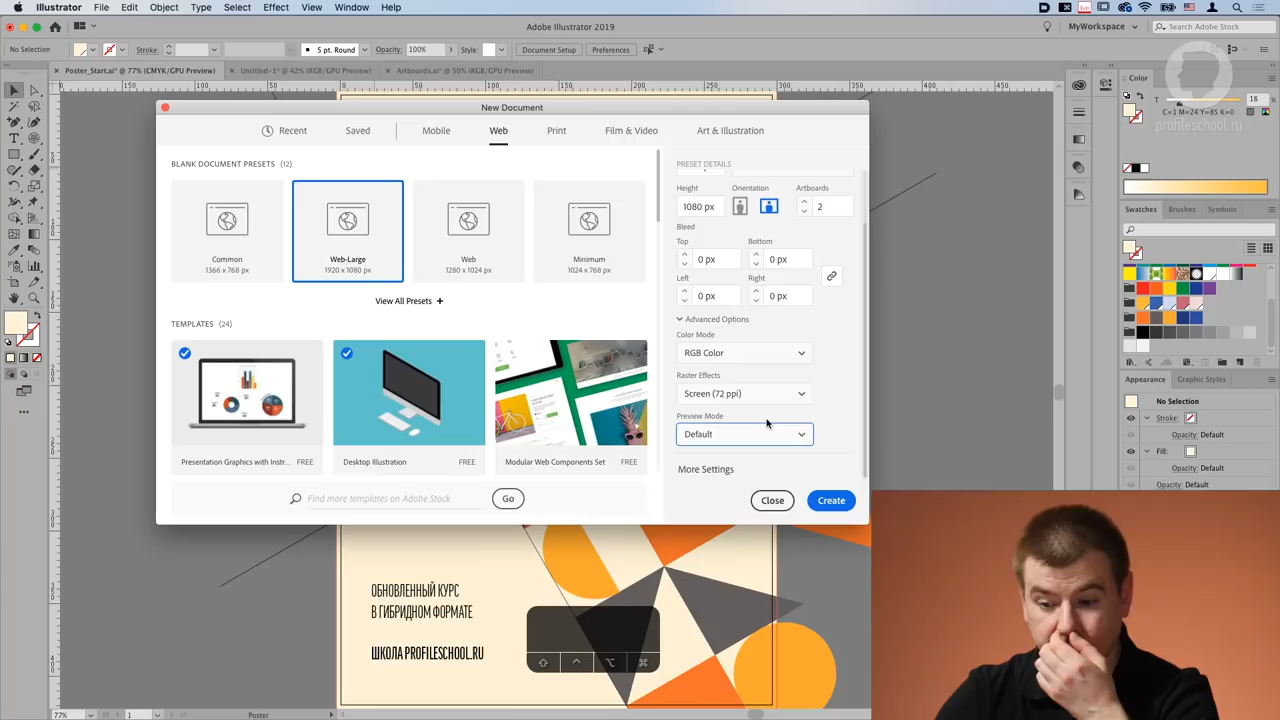 Illustrator File Edit Object Type Select Effect View Window Help
Adobe Illustrator 2019
MyWorkspace
Search Adobe Stock
No Selection
Stroke:
5 pt. Round
Opacity: 100%
Style:
Document Setup
Preferences
Poster_Start.ai* @ 77% (CMYK/GPU Preview)
Untitled-1* @ 42% (RGB/GPU Preview)
Artboards.ai* @ 50% (RGB/GPU Preview)
New Document
Recent Saved Mobile Web Print Film & Video Art & Illustration
BLANK DOCUMENT PRESETS (12)
Common
1366 x 768 px
Web-Large
1920 x 1080 px
Web
1280 x 1024 px
Minimum
1024 x 768 px
View All Presets +
TEMPLATES (24)
Presentation Graphics with Instr... FREE
Desktop Illustration FREE
Modular Web Components Set FREE
Find more templates on Adobe Stock
Go
PRESET DETAILS
Height Orientation Artboards
1080 px 2
Bleed
Top Bottom
0 px 0 px
Left Right
0 px 0 px
Advanced Options
Color Mode
RGB Color
Raster Effects
Screen (72 ppi)
Preview Mode
Default
More Settings
Close Create
Color
T 18 %
C=1 M=24 Y=85 K=0
profileschool.ru
Swatches Brushes Symbols
Appearance Graphic Styles
No Selection
Stroke:
Opacity: Default
Fill:
Opacity: Default
Opacity: Default
ОБНОВЛЕННЫЙ КУРС
В ГИБРИДНОМ ФОРМАТЕ
ШКОЛА PROFILESCHOOL.RU
77% 1 Poster